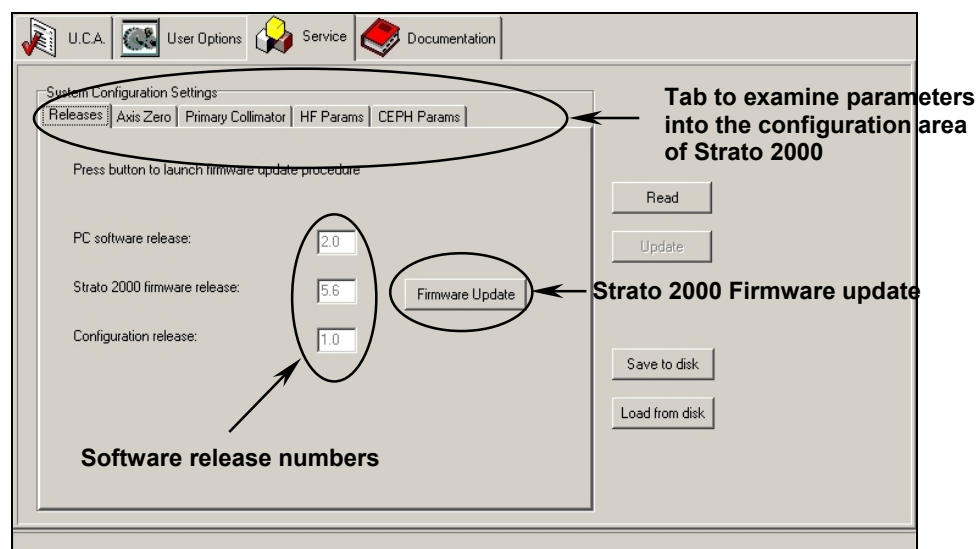 U.C.A. User Options Service Documentation
System Configuration Settings
Releases Axis Zero Primary Collimator HF Params CEPH Params
Tab to examine parameters
into the configuration area
of Strato 2000
Press button to launch firmware update procedure
Read
PC software release: 2.0
Update
Strato 2000 firmware release: 5.6 Firmware Update
Strato 2000 Firmware update
Configuration release: 1.0
Save to disk
Load from disk
Software release numbers